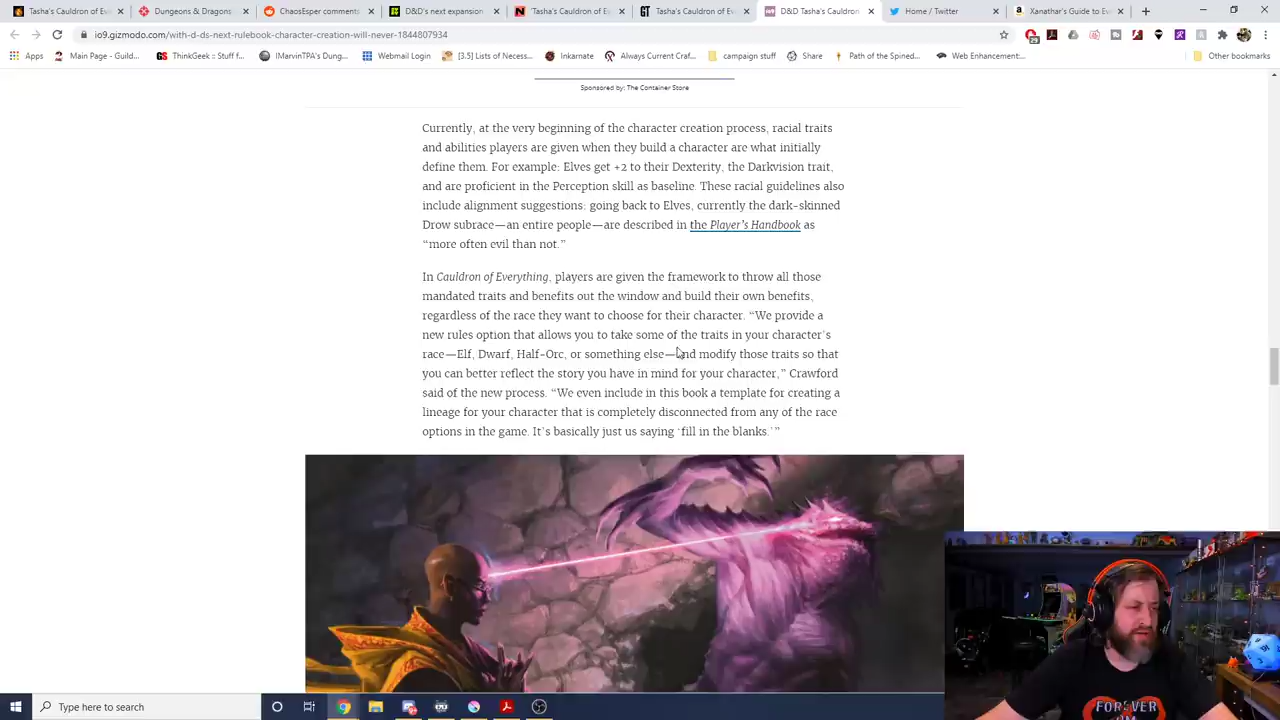 Tasha's Cauldron of Ev
Dungeons & Dragons
ChaosEsper comments
D&D's next expansion
Tasha's Cauldron of E
Tasha's Cauldron of E
D&D Tashas Cauldron
Home / Twitter
Xanathar's Guide to Ev
io9.gizmodo.com/with-d-ds-next-rulebook-character-creation-will-never-1844807934
Apps
Main Page - Guild...
ThinkGeek :: Stuff f...
IMarvinTPA's Dung...
Webmail Login
[3.5] Lists of Necess...
Inkarnate
Always Current Craf...
campaign stuff
Share
Path of the Spined...
Web Enhancement:...
Other bookmarks
Sponsored by: The Container Store
Currently, at the very beginning of the character creation process, racial traits
and abilities players are given when they build a character are what initially
define them. For example: Elves get +2 to their Dexterity, the Darkvision trait,
and are proficient in the Perception skill as baseline. These racial guidelines also
include alignment suggestions: going back to Elves, currently the dark-skinned
Drow subrace—an entire people—are described in the Player's Handbook as
“more often evil than not.”
In Cauldron of Everything, players are given the framework to throw all those
mandated traits and benefits out the window and build their own benefits,
regardless of the race they want to choose for their character. “We provide a
new rules option that allows you to take some of the traits in your character's
race—Elf, Dwarf, Half-Orc, or something else—and modify those traits so that
you can better reflect the story you have in mind for your character,” Crawford
said of the new process. “We even include in this book a template for creating a
lineage for your character that is completely disconnected from any of the race
options in the game. It's basically just us saying ‘fill in the blanks.’”
FOREVER
DM
Type here to search